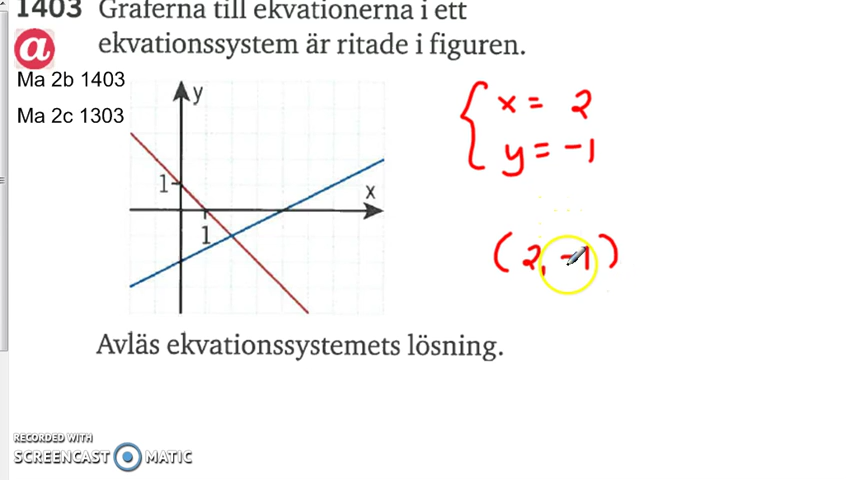 1403 Graferna till ekvationerna i ett
ekvationssystem är ritade i figuren.
a
Ma 2b 1403
Ma 2c 1303
y
1
x
1
x = 2
y = -1
(2, -1)
Avläs ekvationssystemets lösning.
RECORDED WITH
SCREENCAST MATIC